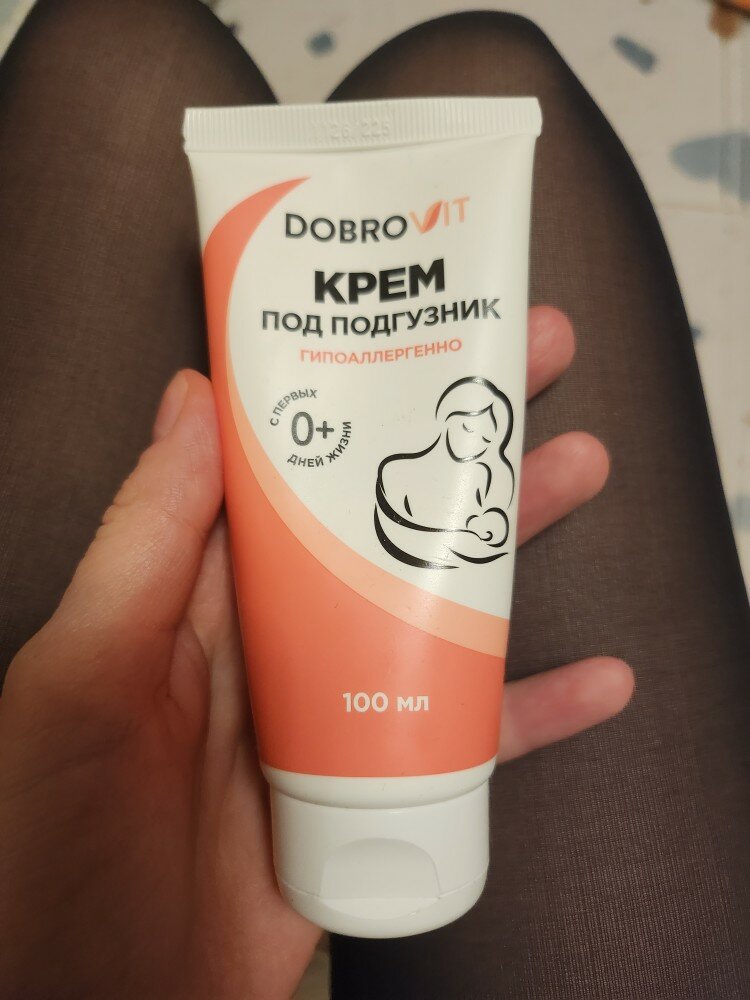 DOBROVIT
КРЕМ
ПОД ПОДГУЗНИК
ГИПОАЛЛЕРГЕННО
С ПЕРВЫХ
0+
ДНЕЙ ЖИЗНИ
100 мл